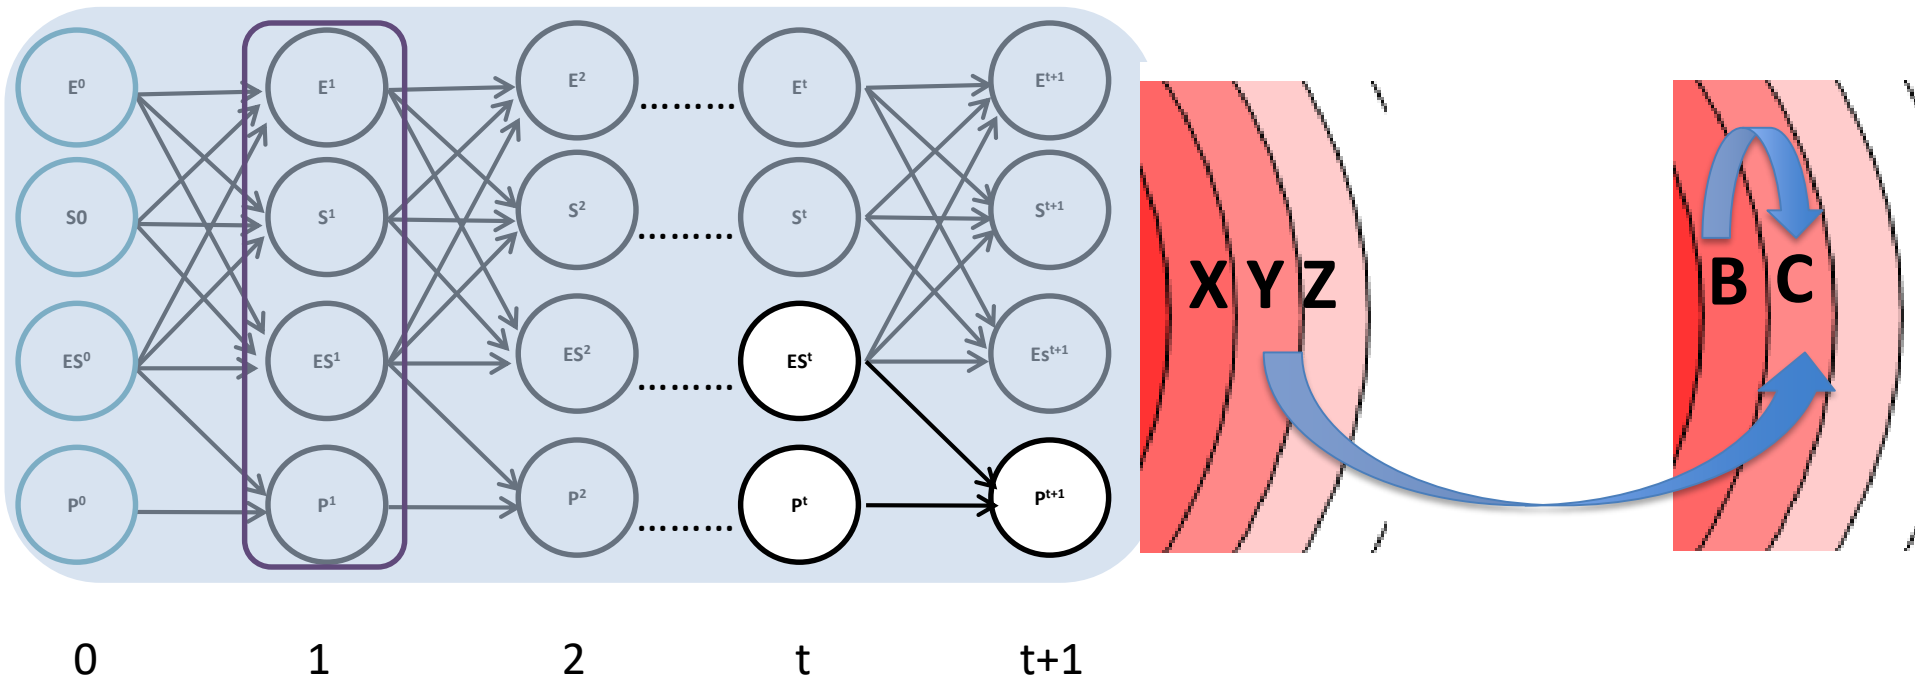 E⁰ E¹ E² ......... Eᵗ Eᵗ⁺¹
S0 S¹ S² ......... Sᵗ Sᵗ⁺¹
X Y Z B C
ES⁰ ES¹ ES² ......... ESᵗ Esᵗ⁺¹
P⁰ P¹ P² ......... Pᵗ Pᵗ⁺¹
0 1 2 t t+1